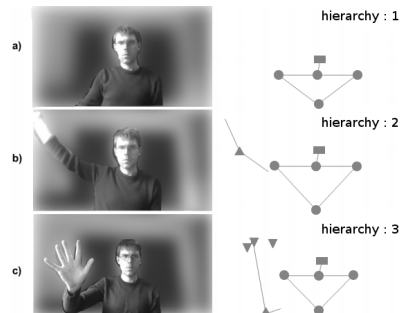 hierarchy : 1
a)
hierarchy : 2
b)
hierarchy : 3
c)